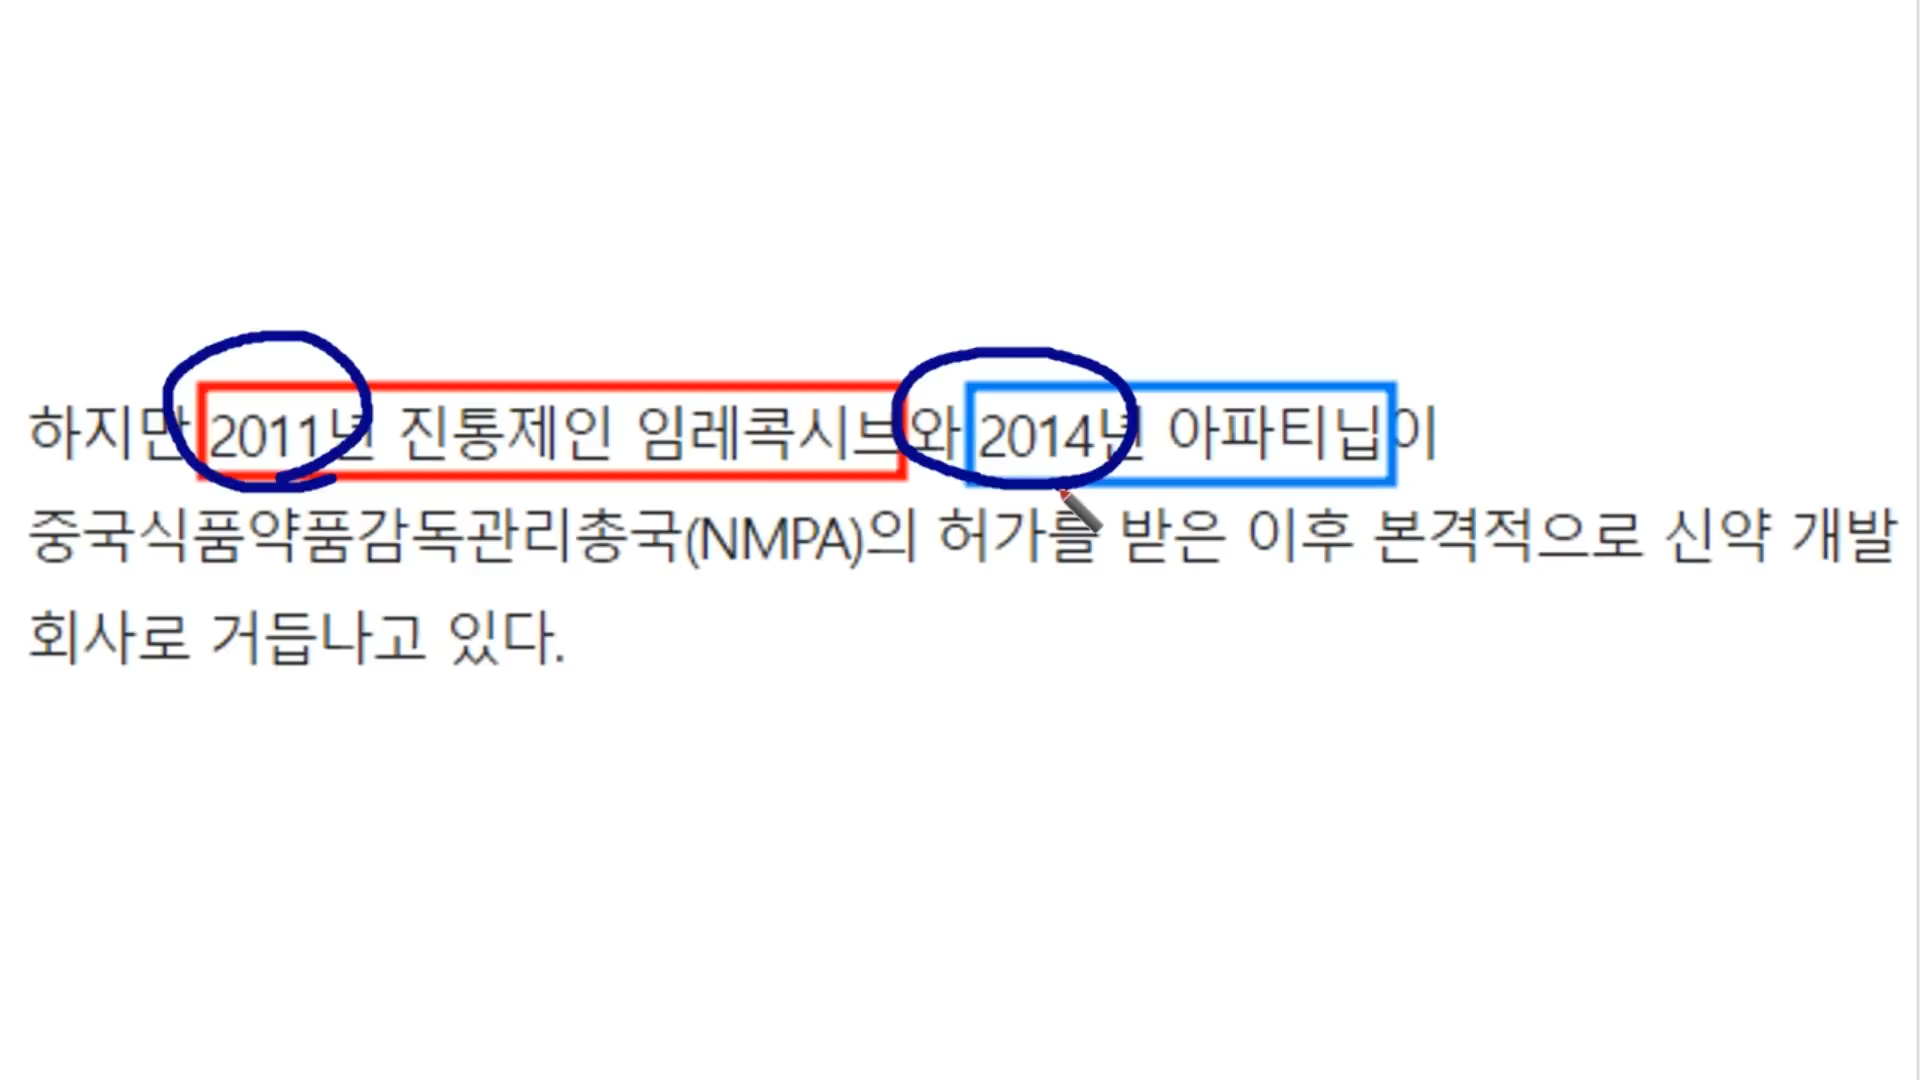 하지만 2011년 진통제인 임레콕시브와 2014년 아파티닙이
중국식품약품감독관리총국(NMPA)의 허가를 받은 이후 본격적으로 신약 개발
회사로 거듭나고 있다.